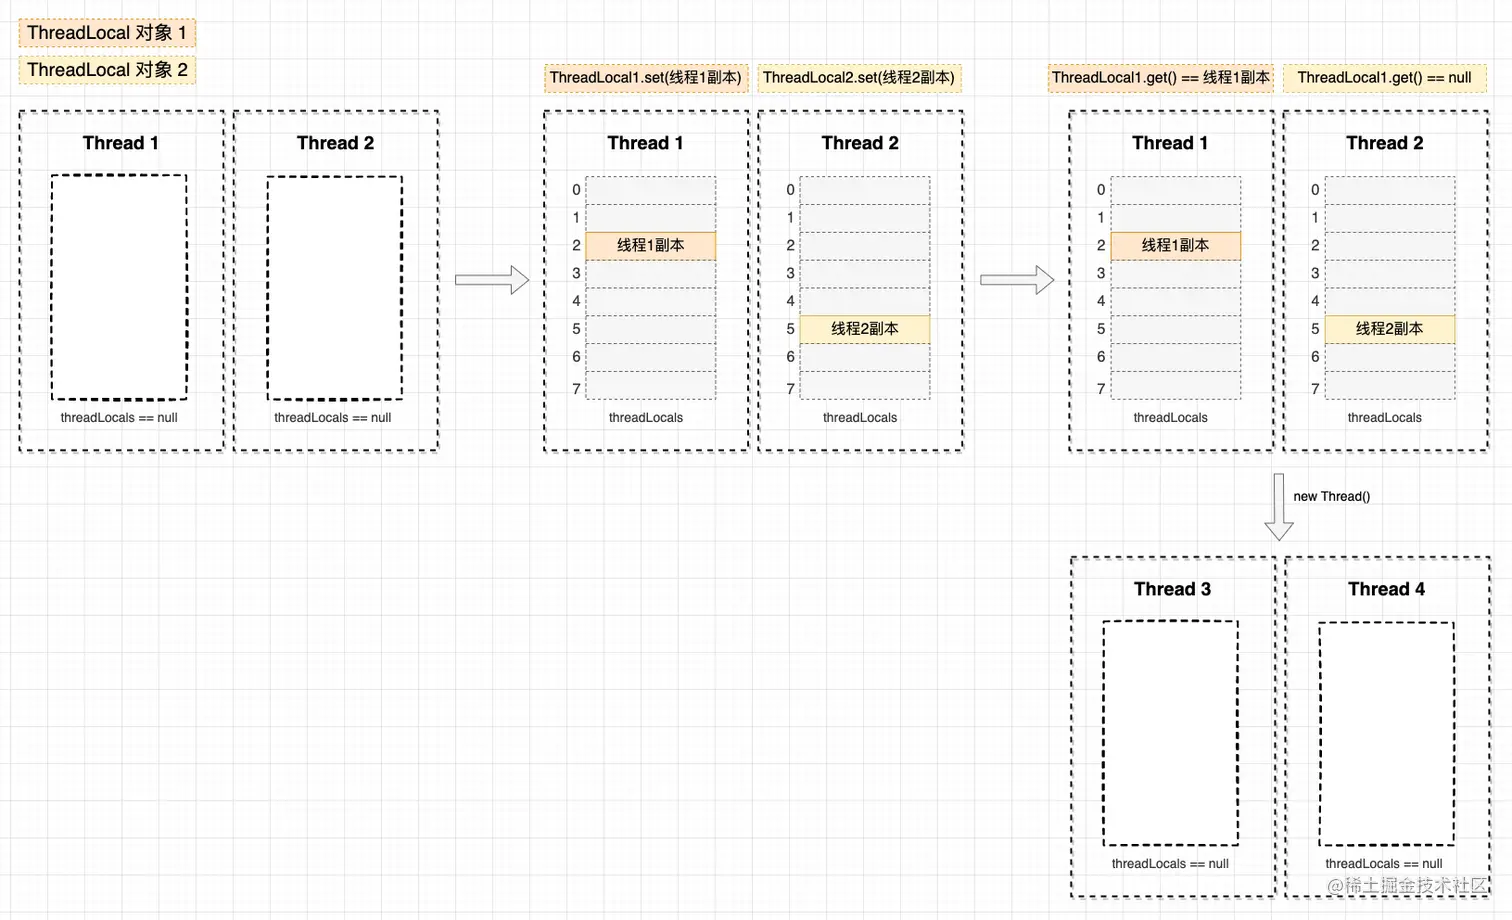 ThreadLocal 对象 1
ThreadLocal 对象 2
Thread 1
threadLocals == null
Thread 2
threadLocals == null
ThreadLocal1.set(线程1副本)
Thread 1
0
1
2 线程1副本
3
4
5
6
7
threadLocals
ThreadLocal2.set(线程2副本)
Thread 2
0
1
2
3
4
5 线程2副本
6
7
threadLocals
ThreadLocal1.get() == 线程1副本
Thread 1
0
1
2 线程1副本
3
4
5
6
7
threadLocals
ThreadLocal1.get() == null
Thread 2
0
1
2
3
4
5 线程2副本
6
7
threadLocals
new Thread()
Thread 3
threadLocals == null
Thread 4
threadLocals == null
@稀土掘金技术社区